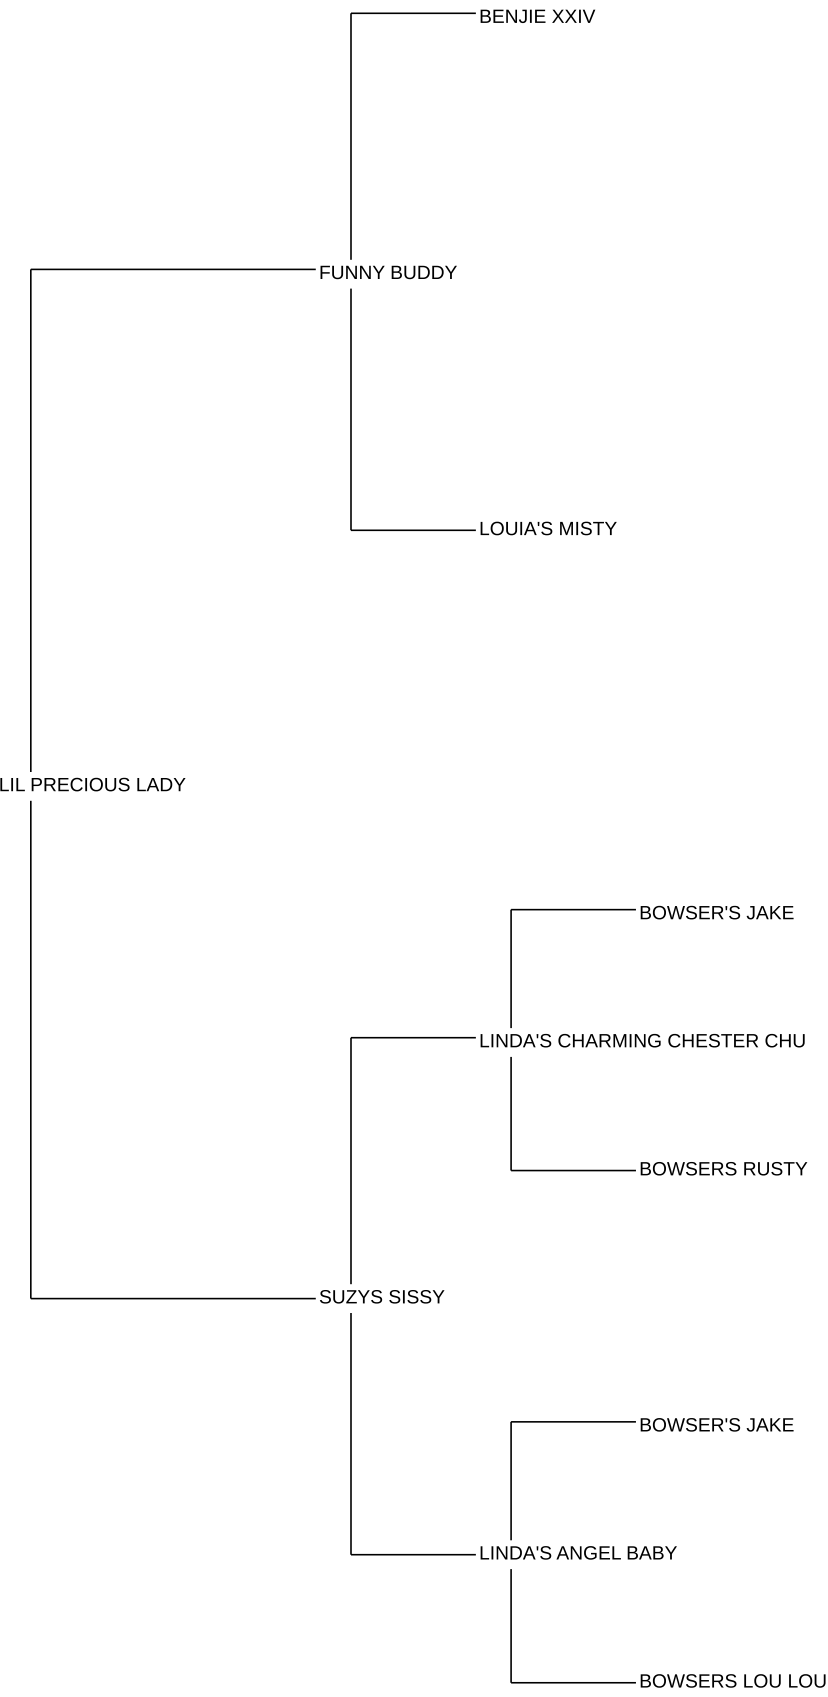 BENJIE XXIV
FUNNY BUDDY
LOUIA'S MISTY
LIL PRECIOUS LADY
BOWSER'S JAKE
LINDA'S CHARMING CHESTER CHU
BOWSERS RUSTY
SUZYS SISSY
BOWSER'S JAKE
LINDA'S ANGEL BABY
BOWSERS LOU LOU